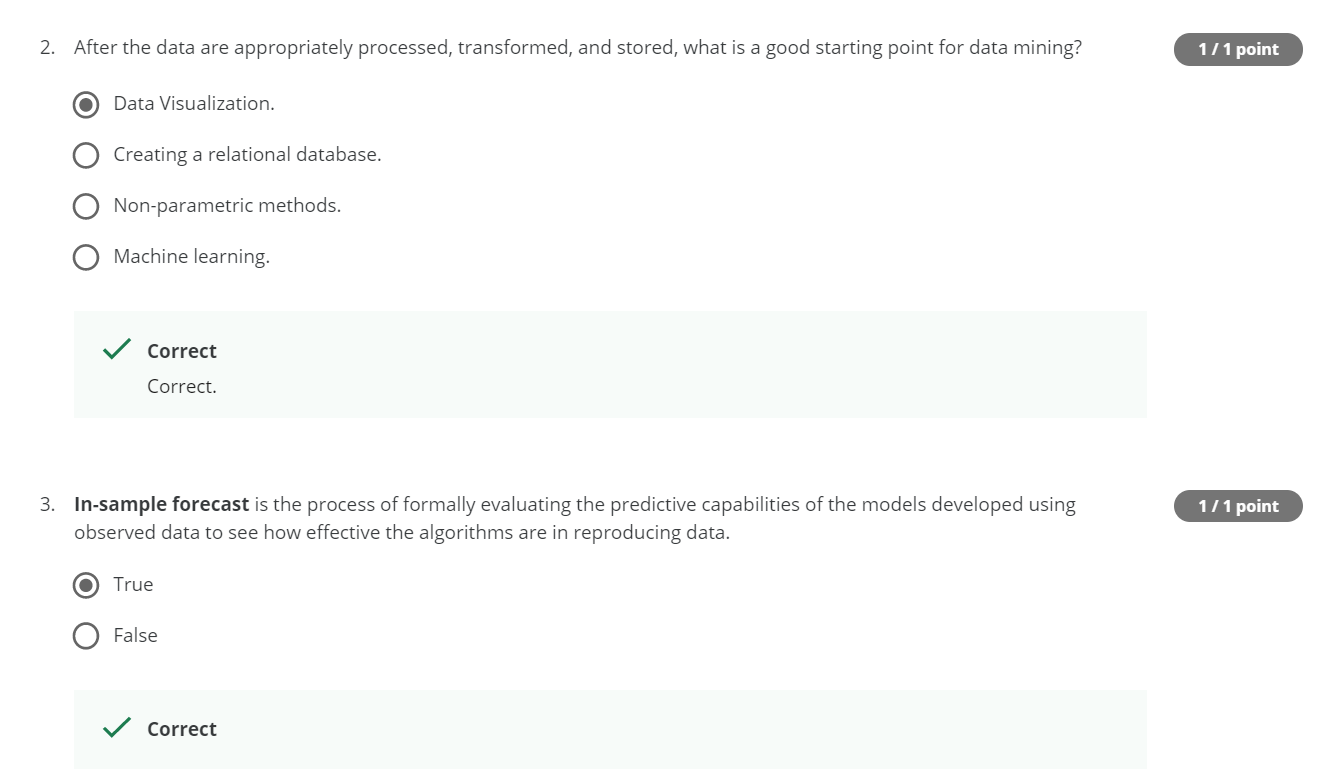 2. After the data are appropriately processed, transformed, and stored, what is a good starting point for data mining?
1 / 1 point
Data Visualization.
Creating a relational database.
Non-parametric methods.
Machine learning.
Correct
Correct.
3. In-sample forecast is the process of formally evaluating the predictive capabilities of the models developed using
1 / 1 point
observed data to see how effective the algorithms are in reproducing data.
True
False
Correct